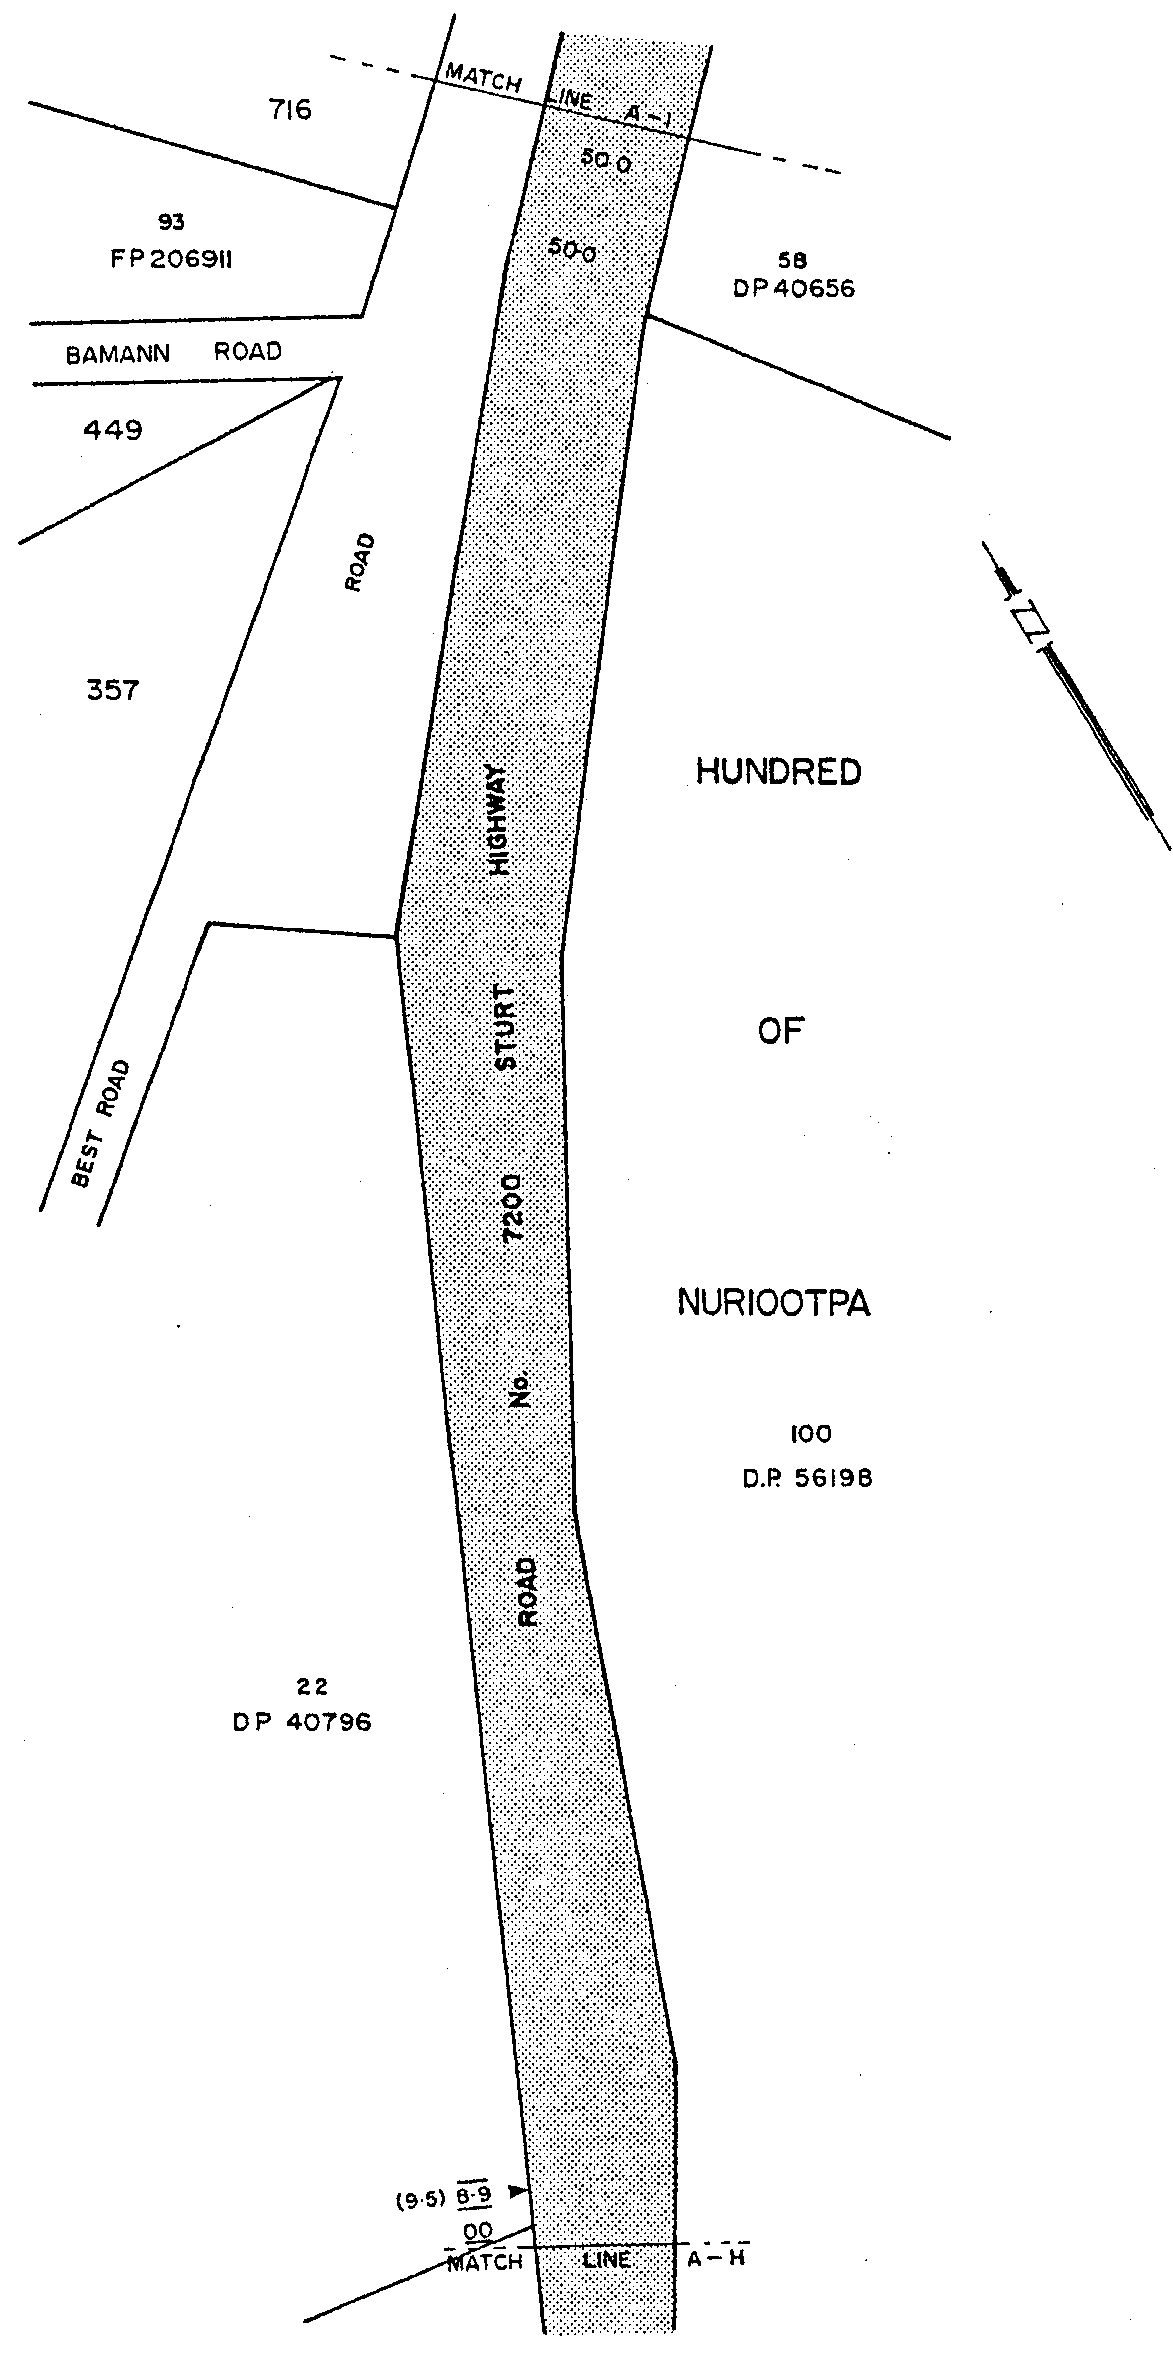 MATCH LINE A-I
716
50·0
93
FP 206911
50·0
58
DP 40656
BAMANN ROAD
449
ROAD
357
HUNDRED
OF
NURIOOTPA
BEST ROAD
ROAD No. 7200 STURT HIGHWAY
100
D.P. 56198
22
DP 40796
(9·5) 8·9
00
MATCH LINE A-H